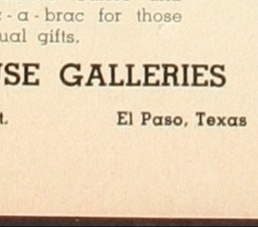 -a-brac for those
ual gifts.
SE GALLERIES
t.
El Paso, Texas